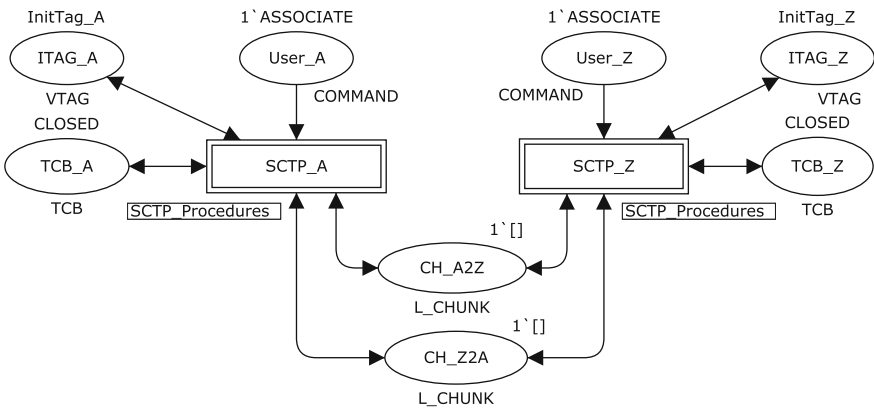 InitTag_A
1`ASSOCIATE
1`ASSOCIATE
InitTag_Z
ITAG_A
User_A
User_Z
ITAG_Z
VTAG
COMMAND
COMMAND
VTAG
CLOSED
CLOSED
TCB_A
SCTP_A
SCTP_Z
TCB_Z
TCB
SCTP_Procedures
SCTP_Procedures
TCB
1`[]
CH_A2Z
L_CHUNK
1`[]
CH_Z2A
L_CHUNK